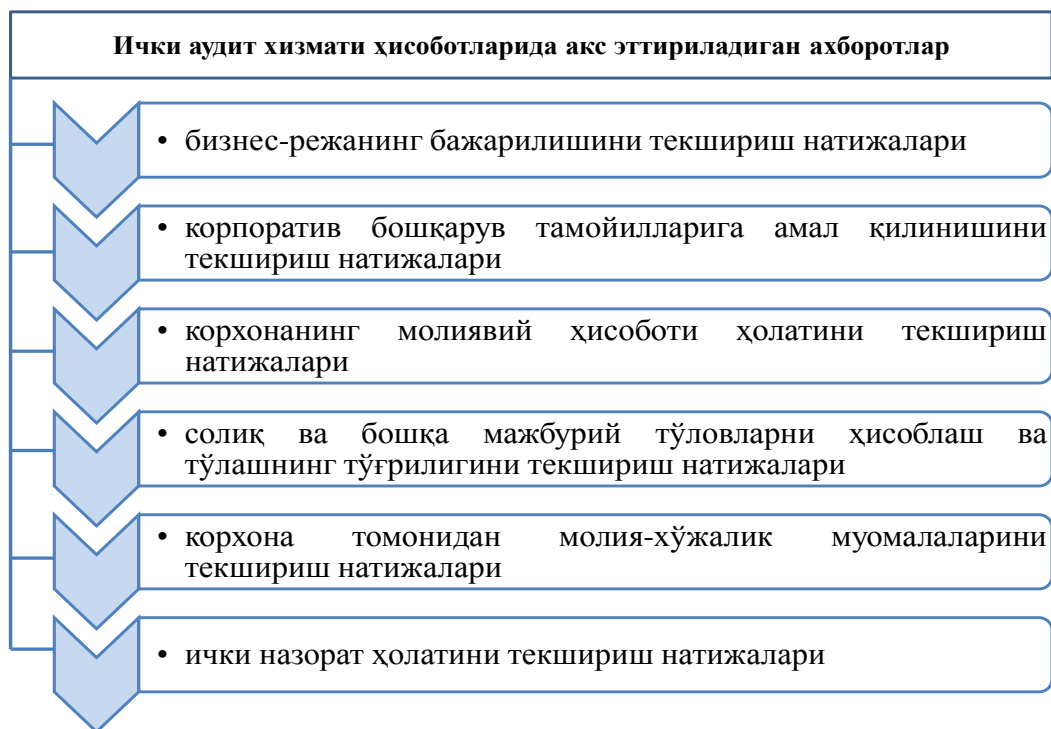 Ички аудит хизмати ҳисоботларида акс эттириладиган ахборотлар
• бизнес-режанинг бажарилишини текшириш натижалари
• корпоратив бошқарув тамойилларига амал қилинишини
текшириш натижалари
• корхонанинг молиявий ҳисоботи ҳолатини текшириш
натижалари
• солиқ ва бошқа мажбурий тўловларни ҳисоблаш ва
тўлашнинг тўғрилигини текшириш натижалари
• корхона томонидан молия-хўжалик муомалаларини
текшириш натижалари
• ички назорат ҳолатини текшириш натижалари